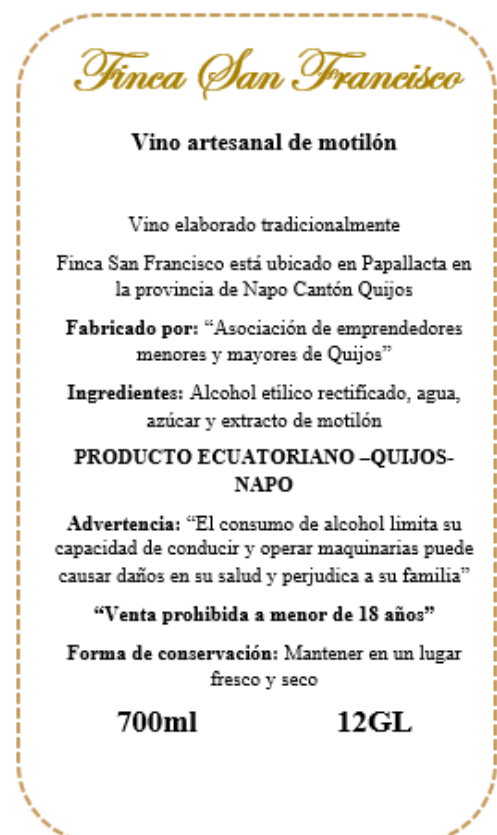 Finca San Francisco
Vino artesanal de motilón
Vino elaborado tradicionalmente
Finca San Francisco está ubicado en Papallacta en
la provincia de Napo Cantón Quijos
Fabricado por: “Asociación de emprendedores
menores y mayores de Quijos”
Ingredientes: Alcohol etílico rectificado, agua,
azúcar y extracto de motilón
PRODUCTO ECUATORIANO –QUIJOS-
NAPO
Advertencia: “El consumo de alcohol limita su
capacidad de conducir y operar maquinarias puede
causar daños en su salud y perjudica a su familia”
“Venta prohibida a menor de 18 años”
Forma de conservación: Mantener en un lugar
fresco y seco
700ml 12GL